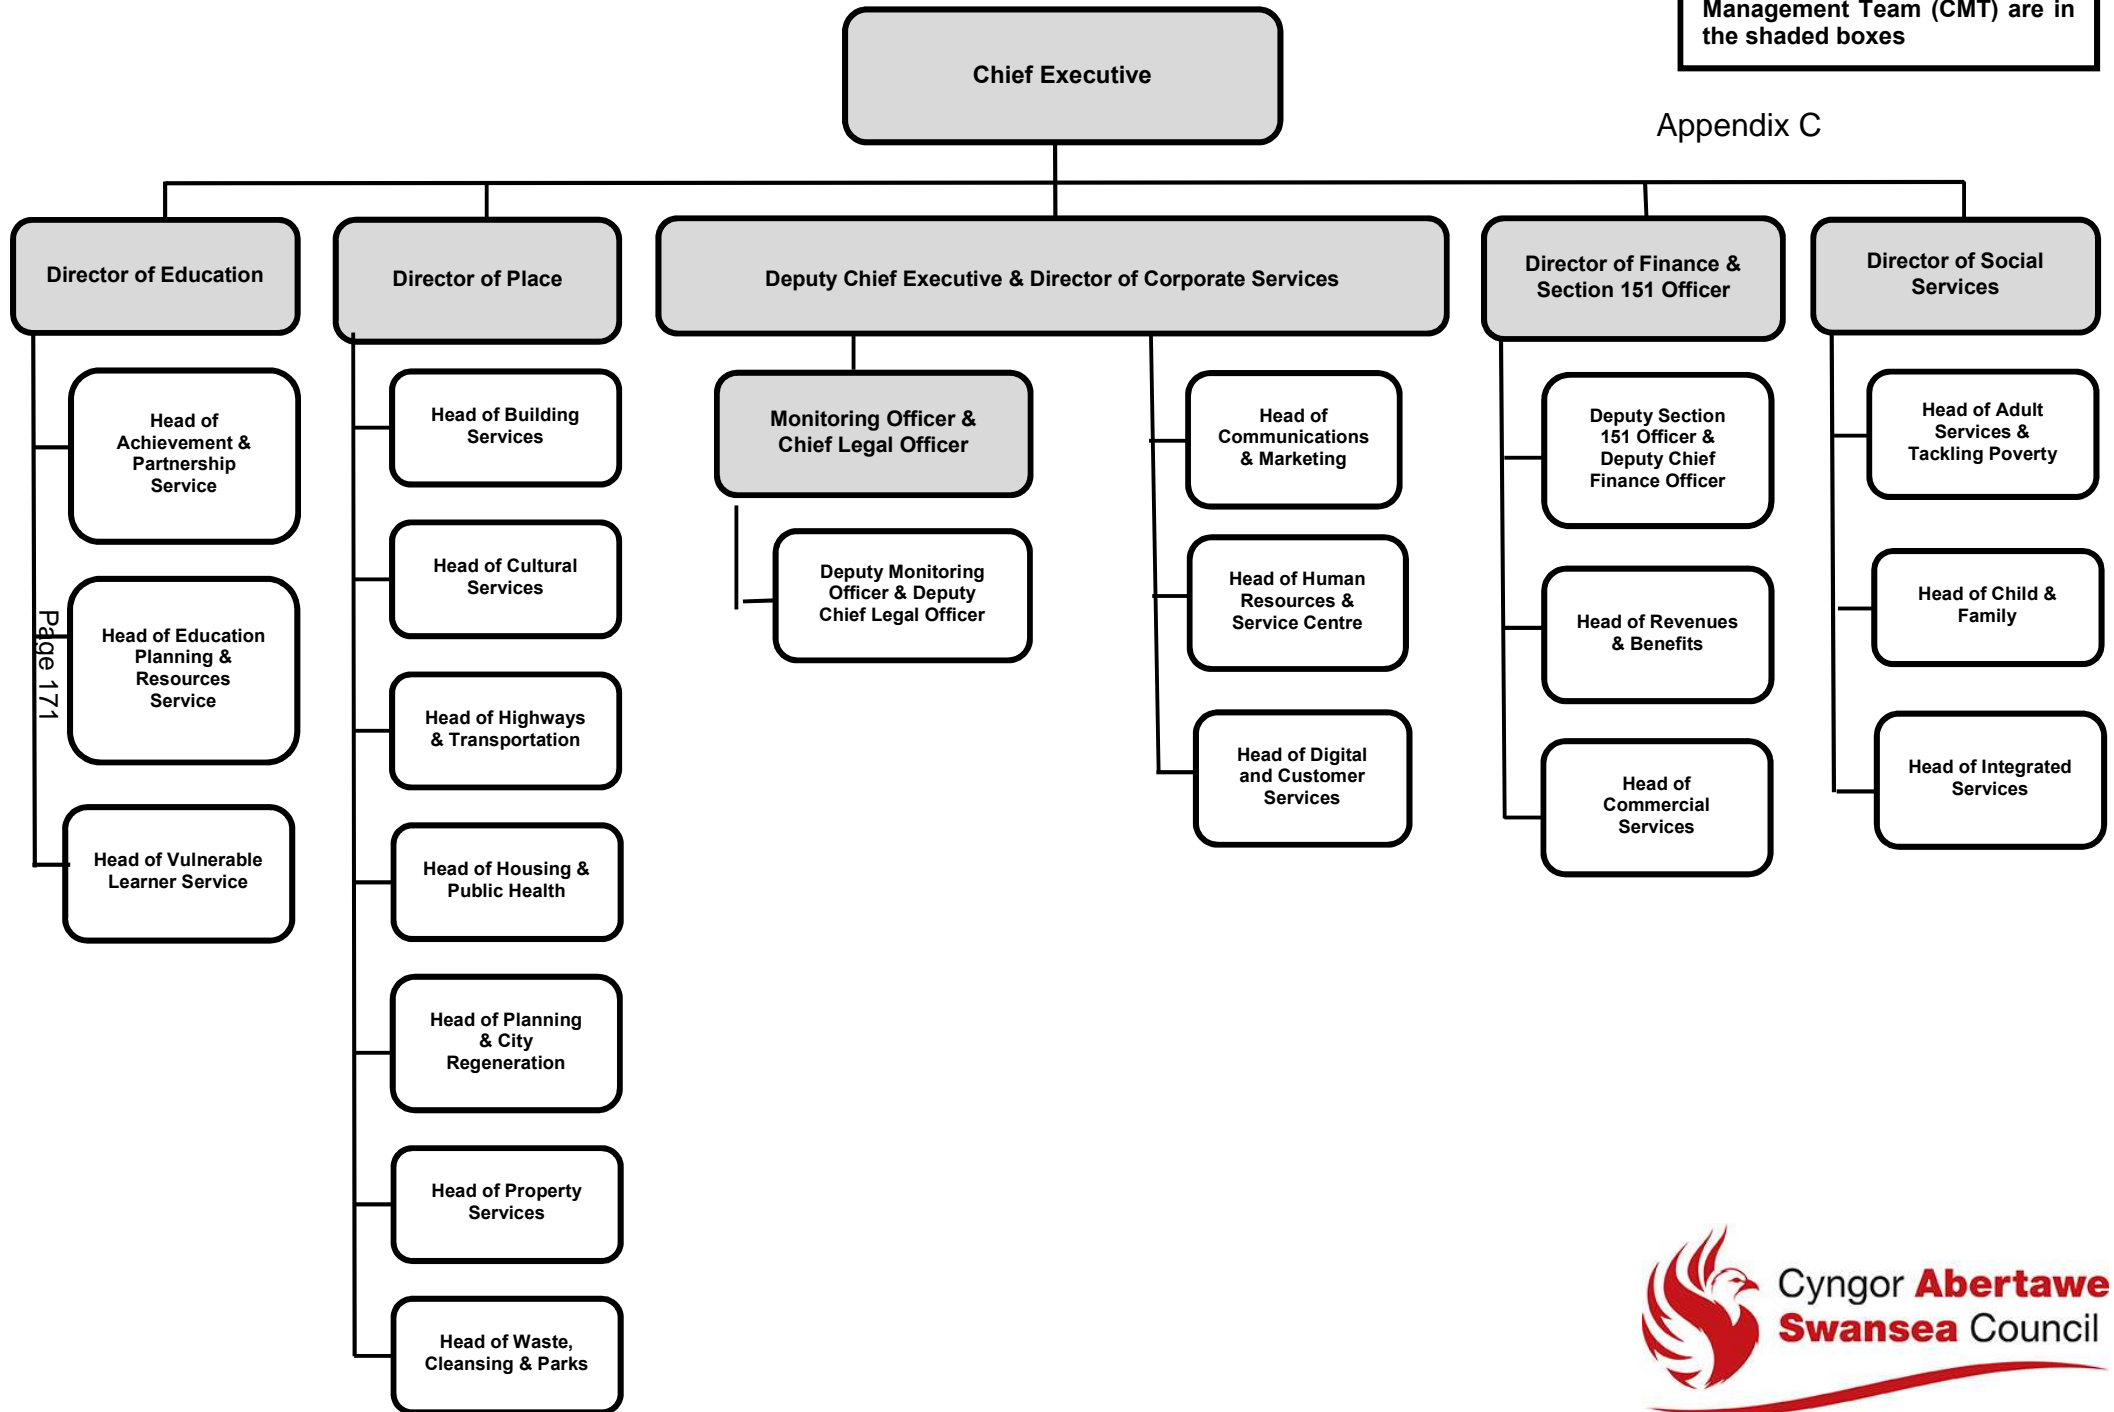 Management Team (CMT) are in
the shaded boxes
Chief Executive
Appendix C
Director of Education
Director of Place
Deputy Chief Executive & Director of Corporate Services
Director of Finance &
Section 151 Officer
Director of Social
Services
Head of
Achievement &
Partnership
Service
Head of Education
Planning &
Resources
Service
Head of Vulnerable
Learner Service
Head of Building
Services
Head of Cultural
Services
Head of Highways
& Transportation
Head of Housing &
Public Health
Head of Planning
& City
Regeneration
Head of Property
Services
Head of Waste,
Cleansing & Parks
Monitoring Officer &
Chief Legal Officer
Deputy Monitoring
Officer & Deputy
Chief Legal Officer
Head of
Communications
& Marketing
Head of Human
Resources &
Service Centre
Head of Digital
and Customer
Services
Deputy Section
151 Officer &
Deputy Chief
Finance Officer
Head of Revenues
& Benefits
Head of
Commercial
Services
Head of Adult
Services &
Tackling Poverty
Head of Child &
Family
Head of Integrated
Services
Page 171
Cyngor Abertawe
Swansea Council